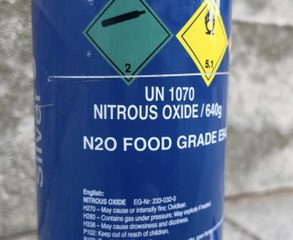 2
5.1
UN 1070
NITROUS OXIDE / 640g
N2O FOOD GRADE
English:
NITROUS OXIDE EG-Nr: 233-032-0
H270 – May cause or intensify fire; Oxidiser.
H280 – Contains gas under pressure; May explode if heated.
H336 – May cause drowsiness and dizziness.
P102: Keep out of reach of children.
silver